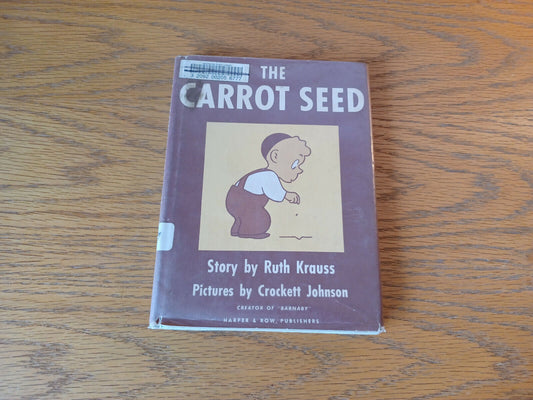 THE
CARROT SEED
Story by Ruth Krauss
Pictures by Crockett Johnson
CREATOR OF "BARNABY"
HARPER & ROW, PUBLISHERS